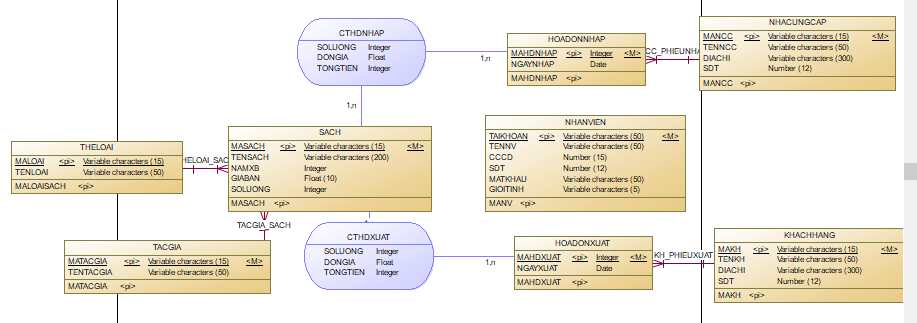 CTHDNHAP
SOLUONG Integer
DONGIA Float
TONGTIEN Integer
1,n
1,n
HOADONNHAP
MAHDNHAP <pi> Integer <M>
NGAYNHAP Date
MAHDNHAP <pi>
CC_PHIEUNHA
NHACUNGCAP
MANCC <pi> Variable characters (15) <M>
TENNCC Variable characters (50)
DIACHI Variable characters (300)
SDT Number (12)
MANCC <pi>
THELOAI
MALOAI <pi> Variable characters (15)
TENLOAI Variable characters (50)
MALOAISACH <pi>
HELOAI_SAC
SACH
MASACH <pi> Variable characters (15) <M>
TENSACH Variable characters (200)
NAMXB Integer
GIABAN Float (10)
SOLUONG Integer
MASACH <pi>
NHANVIEN
TAIKHOAN <pi> Variable characters (50) <M>
TENNV Variable characters (50)
CCCD Number (15)
SDT Number (12)
MATKHAU Variable characters (50)
GIOITINH Variable characters (5)
MANV <pi>
TACGIA_SACH
TACGIA
MATACGIA <pi> Variable characters (15) <M>
TENTACGIA Variable characters (50)
MATACGIA <pi>
CTHDXUAT
SOLUONG Integer
DONGIA Float
TONGTIEN Integer
1,n
HOADONXUAT
MAHDXUAT <pi> Integer <M>
NGAYXUAT Date
MAHDXUAT <pi>
KH_PHIEUXUAT
KHACHHANG
MAKH <pi> Variable characters (15) <M>
TENKH Variable characters (50)
DIACHI Variable characters (300)
SDT Number (12)
MAKH <pi>